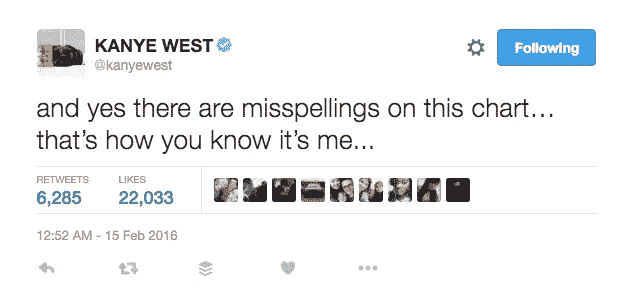 KANYE WEST
@kanyewest
Following
and yes there are misspellings on this chart…
that’s how you know it’s me...
RETWEETS LIKES
6,285 22,033
12:52 AM - 15 Feb 2016